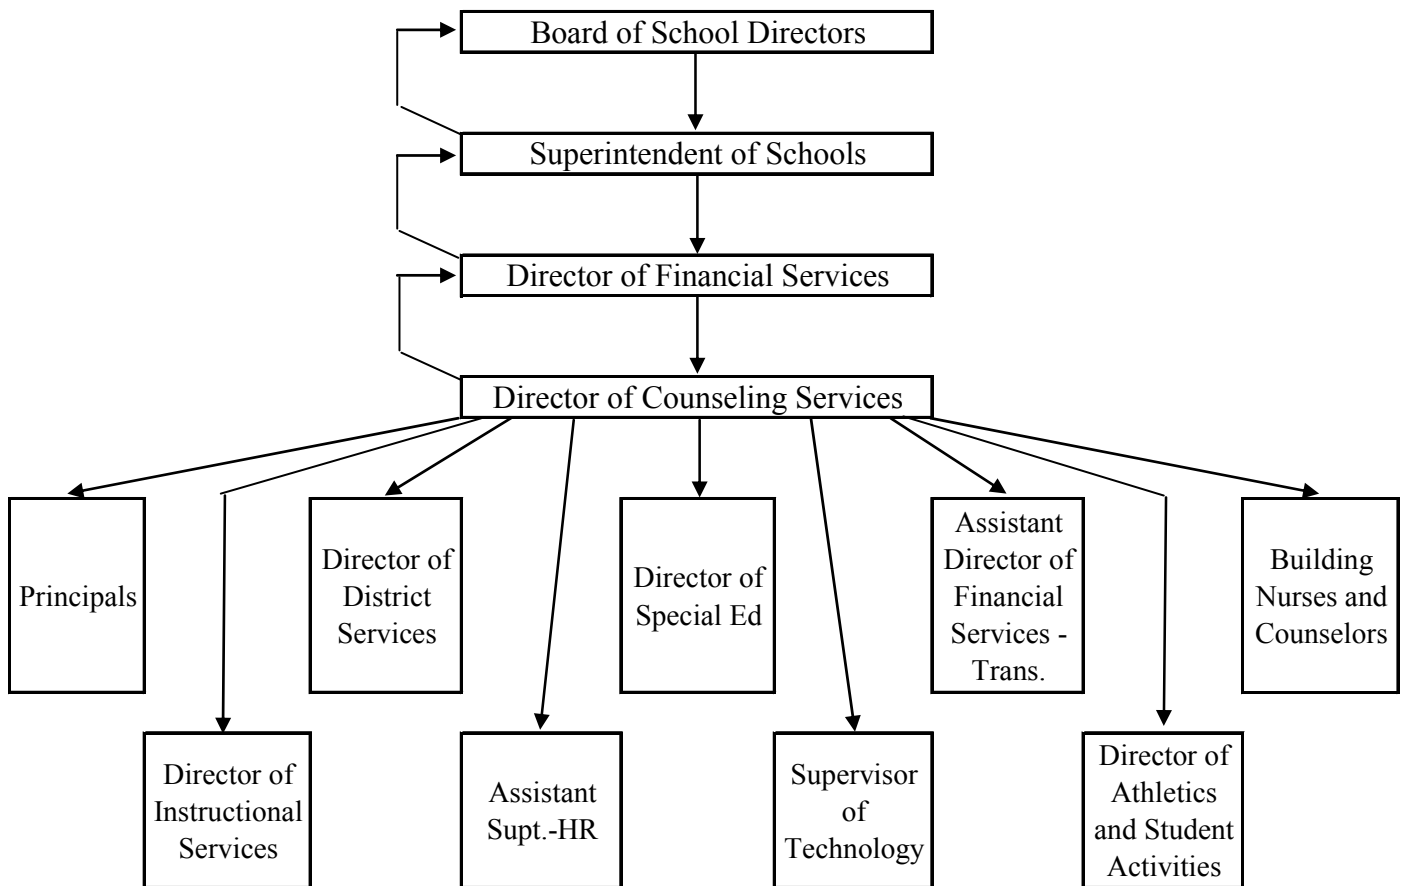 Board of School Directors
Superintendent of Schools
Director of Financial Services
Director of Counseling Services
Principals
Director of
District
Services
Director of
Special Ed
Assistant
Director of
Financial
Services -
Trans.
Building
Nurses and
Counselors
Director of
Instructional
Services
Assistant
Supt.-HR
Supervisor
of
Technology
Director of
Athletics
and Student
Activities